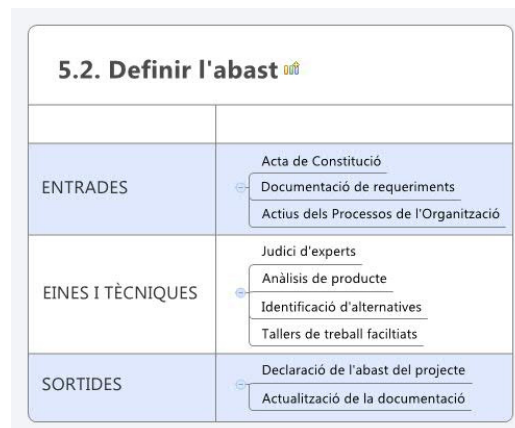 5.2. Definir l'abast
ENTRADES
Acta de Constitució
Documentació de requeriments
Actius dels Processos de l'Organització
EINES I TÈCNIQUES
Judici d'experts
Anàlisis de producte
Identificació d'alternatives
Tallers de treball faciltiats
SORTIDES
Declaració de l'abast del projecte
Actualització de la documentació